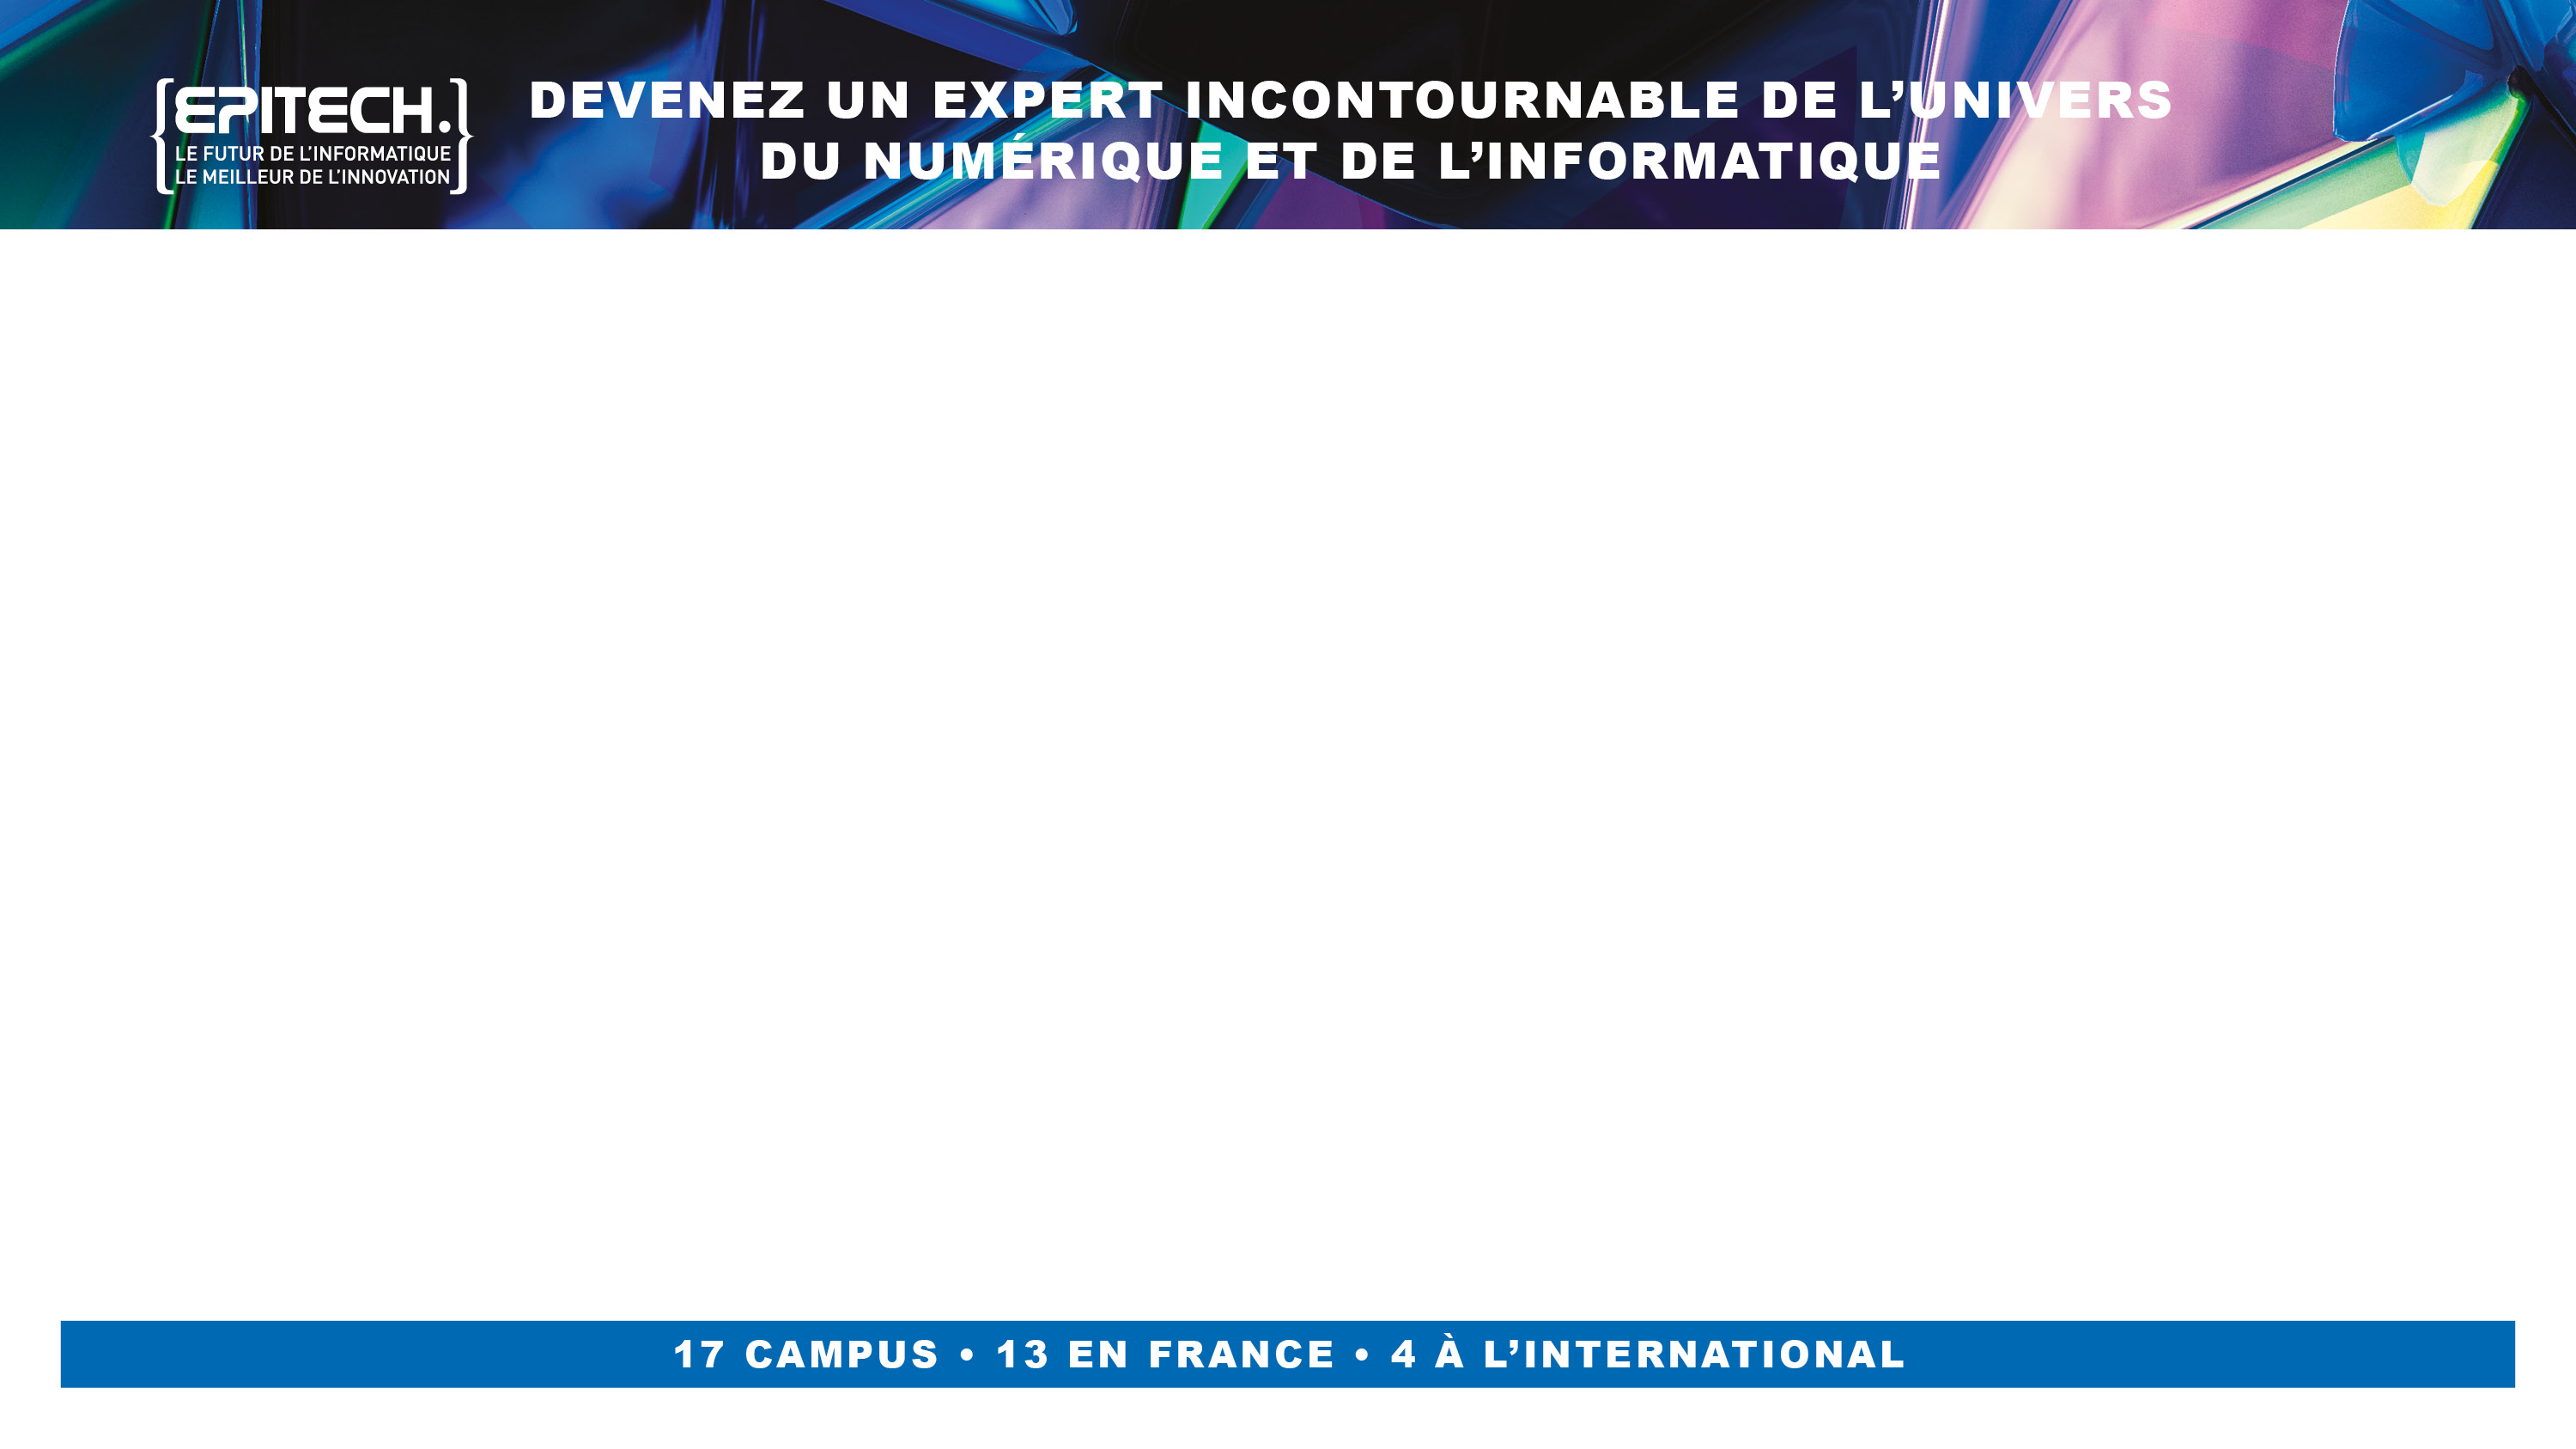 {EPITECH.}
LE FUTUR DE L’INFORMATIQUE
LE MEILLEUR DE L’INNOVATION
DEVENEZ UN EXPERT INCONTOURNABLE DE L’UNIVERS
DU NUMÉRIQUE ET DE L’INFORMATIQUE
17 CAMPUS • 13 EN FRANCE • 4 À L’INTERNATIONAL